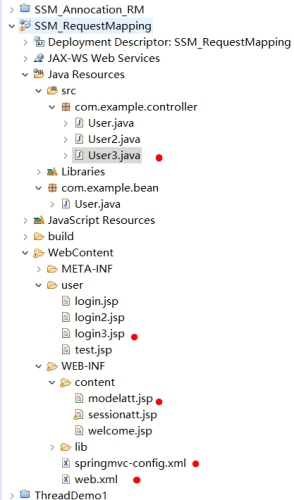 SSM_Annocation_RM
SSM_RequestMapping
Deployment Descriptor: SSM_RequestMapping
JAX-WS Web Services
Java Resources
src
com.example.controller
User.java
User2.java
User3.java
Libraries
com.example.bean
User.java
JavaScript Resources
build
WebContent
META-INF
user
login.jsp
login2.jsp
login3.jsp
test.jsp
WEB-INF
content
modelatt.jsp
sessionatt.jsp
welcome.jsp
lib
springmvc-config.xml
web.xml
ThreadDemo1